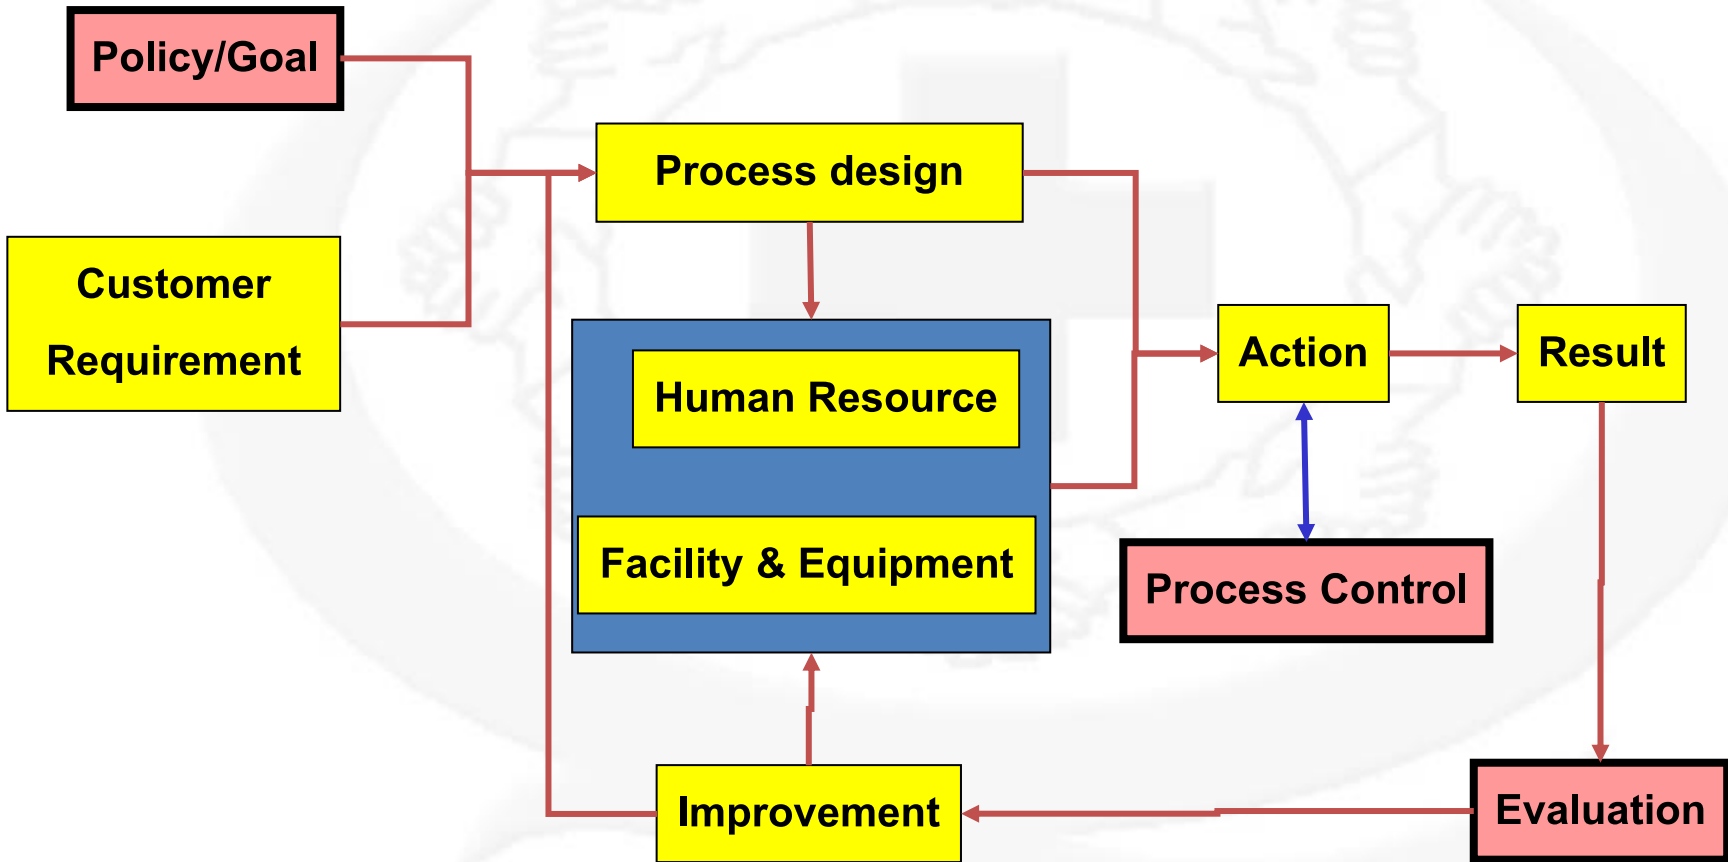 Policy/Goal
Process design
Customer
Requirement
Human Resource
Action
Result
Facility & Equipment
Process Control
Improvement
Evaluation